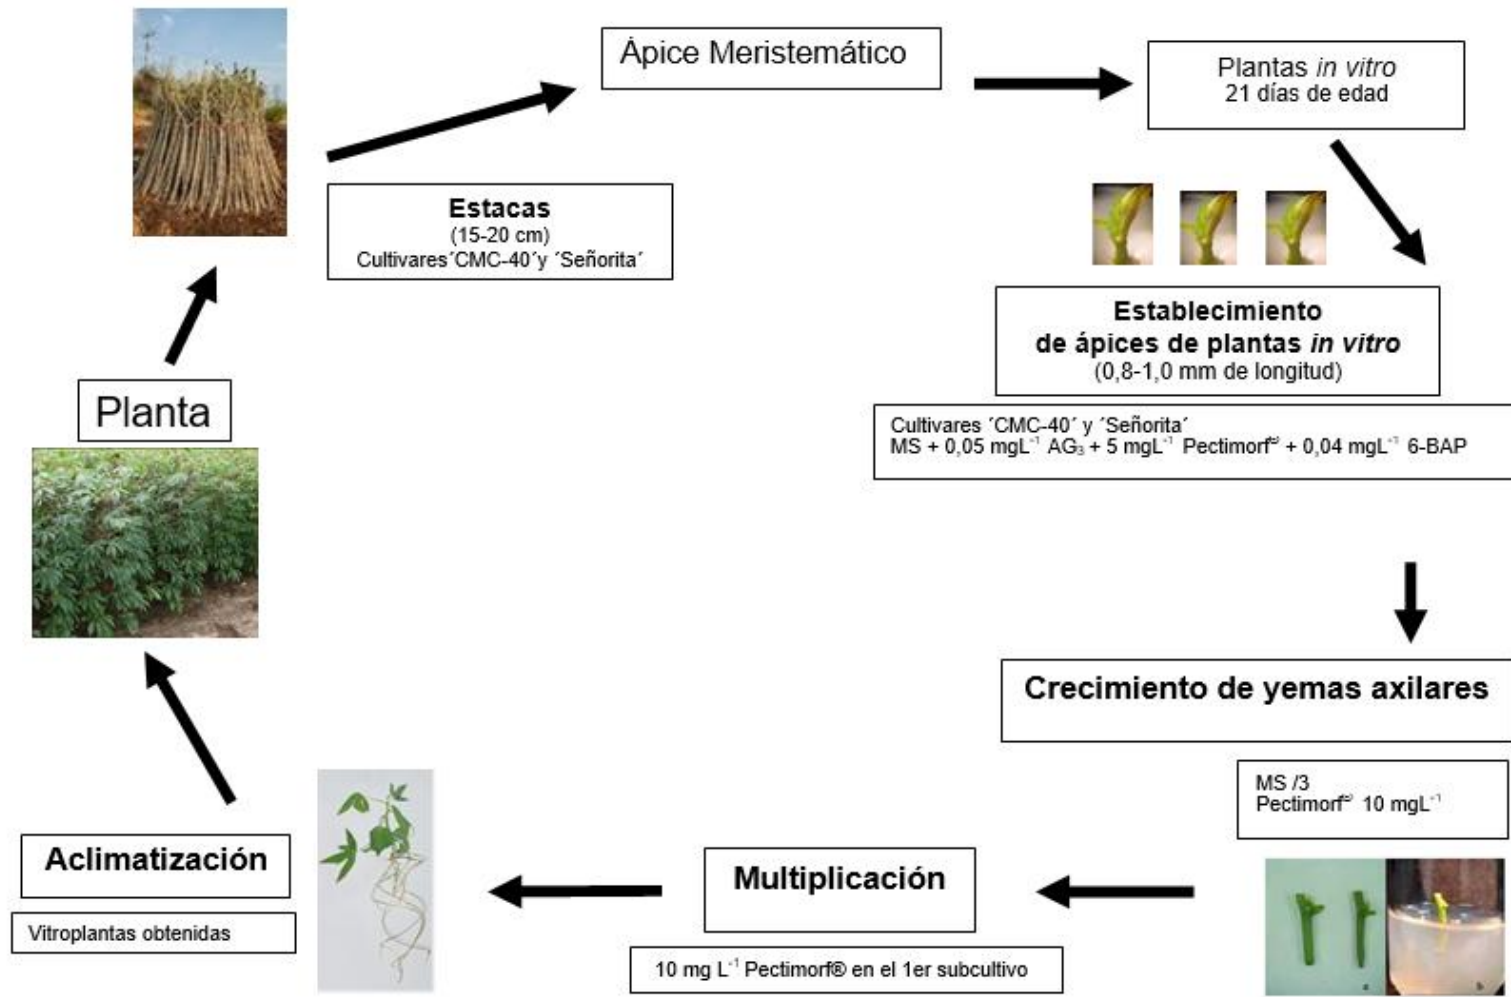 Ápice Meristemático
Plantas in vitro
21 días de edad
Estacas
(15-20 cm)
Cultivares´CMC-40´y ´Señorita´
Establecimiento
de ápices de plantas in vitro
(0,8-1,0 mm de longitud)
Cultivares ´CMC-40´ y ´Señorita´
MS + 0,05 mgL⁻¹ AG₃ + 5 mgL⁻¹ Pectimorf® + 0,04 mgL⁻¹ 6-BAP
Crecimiento de yemas axilares
MS /3
Pectimorf® 10 mgL⁻¹
a
b
Multiplicación
10 mg L⁻¹ Pectimorf® en el 1er subcultivo
Aclimatización
Vitroplantas obtenidas
Planta